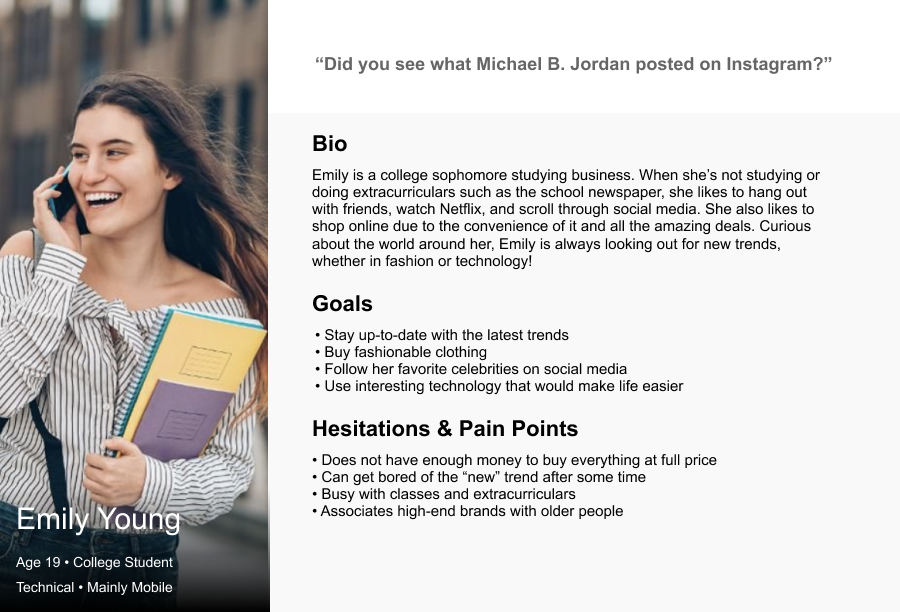 “Did you see what Michael B. Jordan posted on Instagram?”
Bio
Emily is a college sophomore studying business. When she’s not studying or
doing extracurriculars such as the school newspaper, she likes to hang out
with friends, watch Netflix, and scroll through social media. She also likes to
shop online due to the convenience of it and all the amazing deals. Curious
about the world around her, Emily is always looking out for new trends,
whether in fashion or technology!
Goals
• Stay up-to-date with the latest trends
• Buy fashionable clothing
• Follow her favorite celebrities on social media
• Use interesting technology that would make life easier
Hesitations & Pain Points
• Does not have enough money to buy everything at full price
• Can get bored of the “new” trend after some time
• Busy with classes and extracurriculars
• Associates high-end brands with older people
Emily Young
Age 19 • College Student
Technical • Mainly Mobile